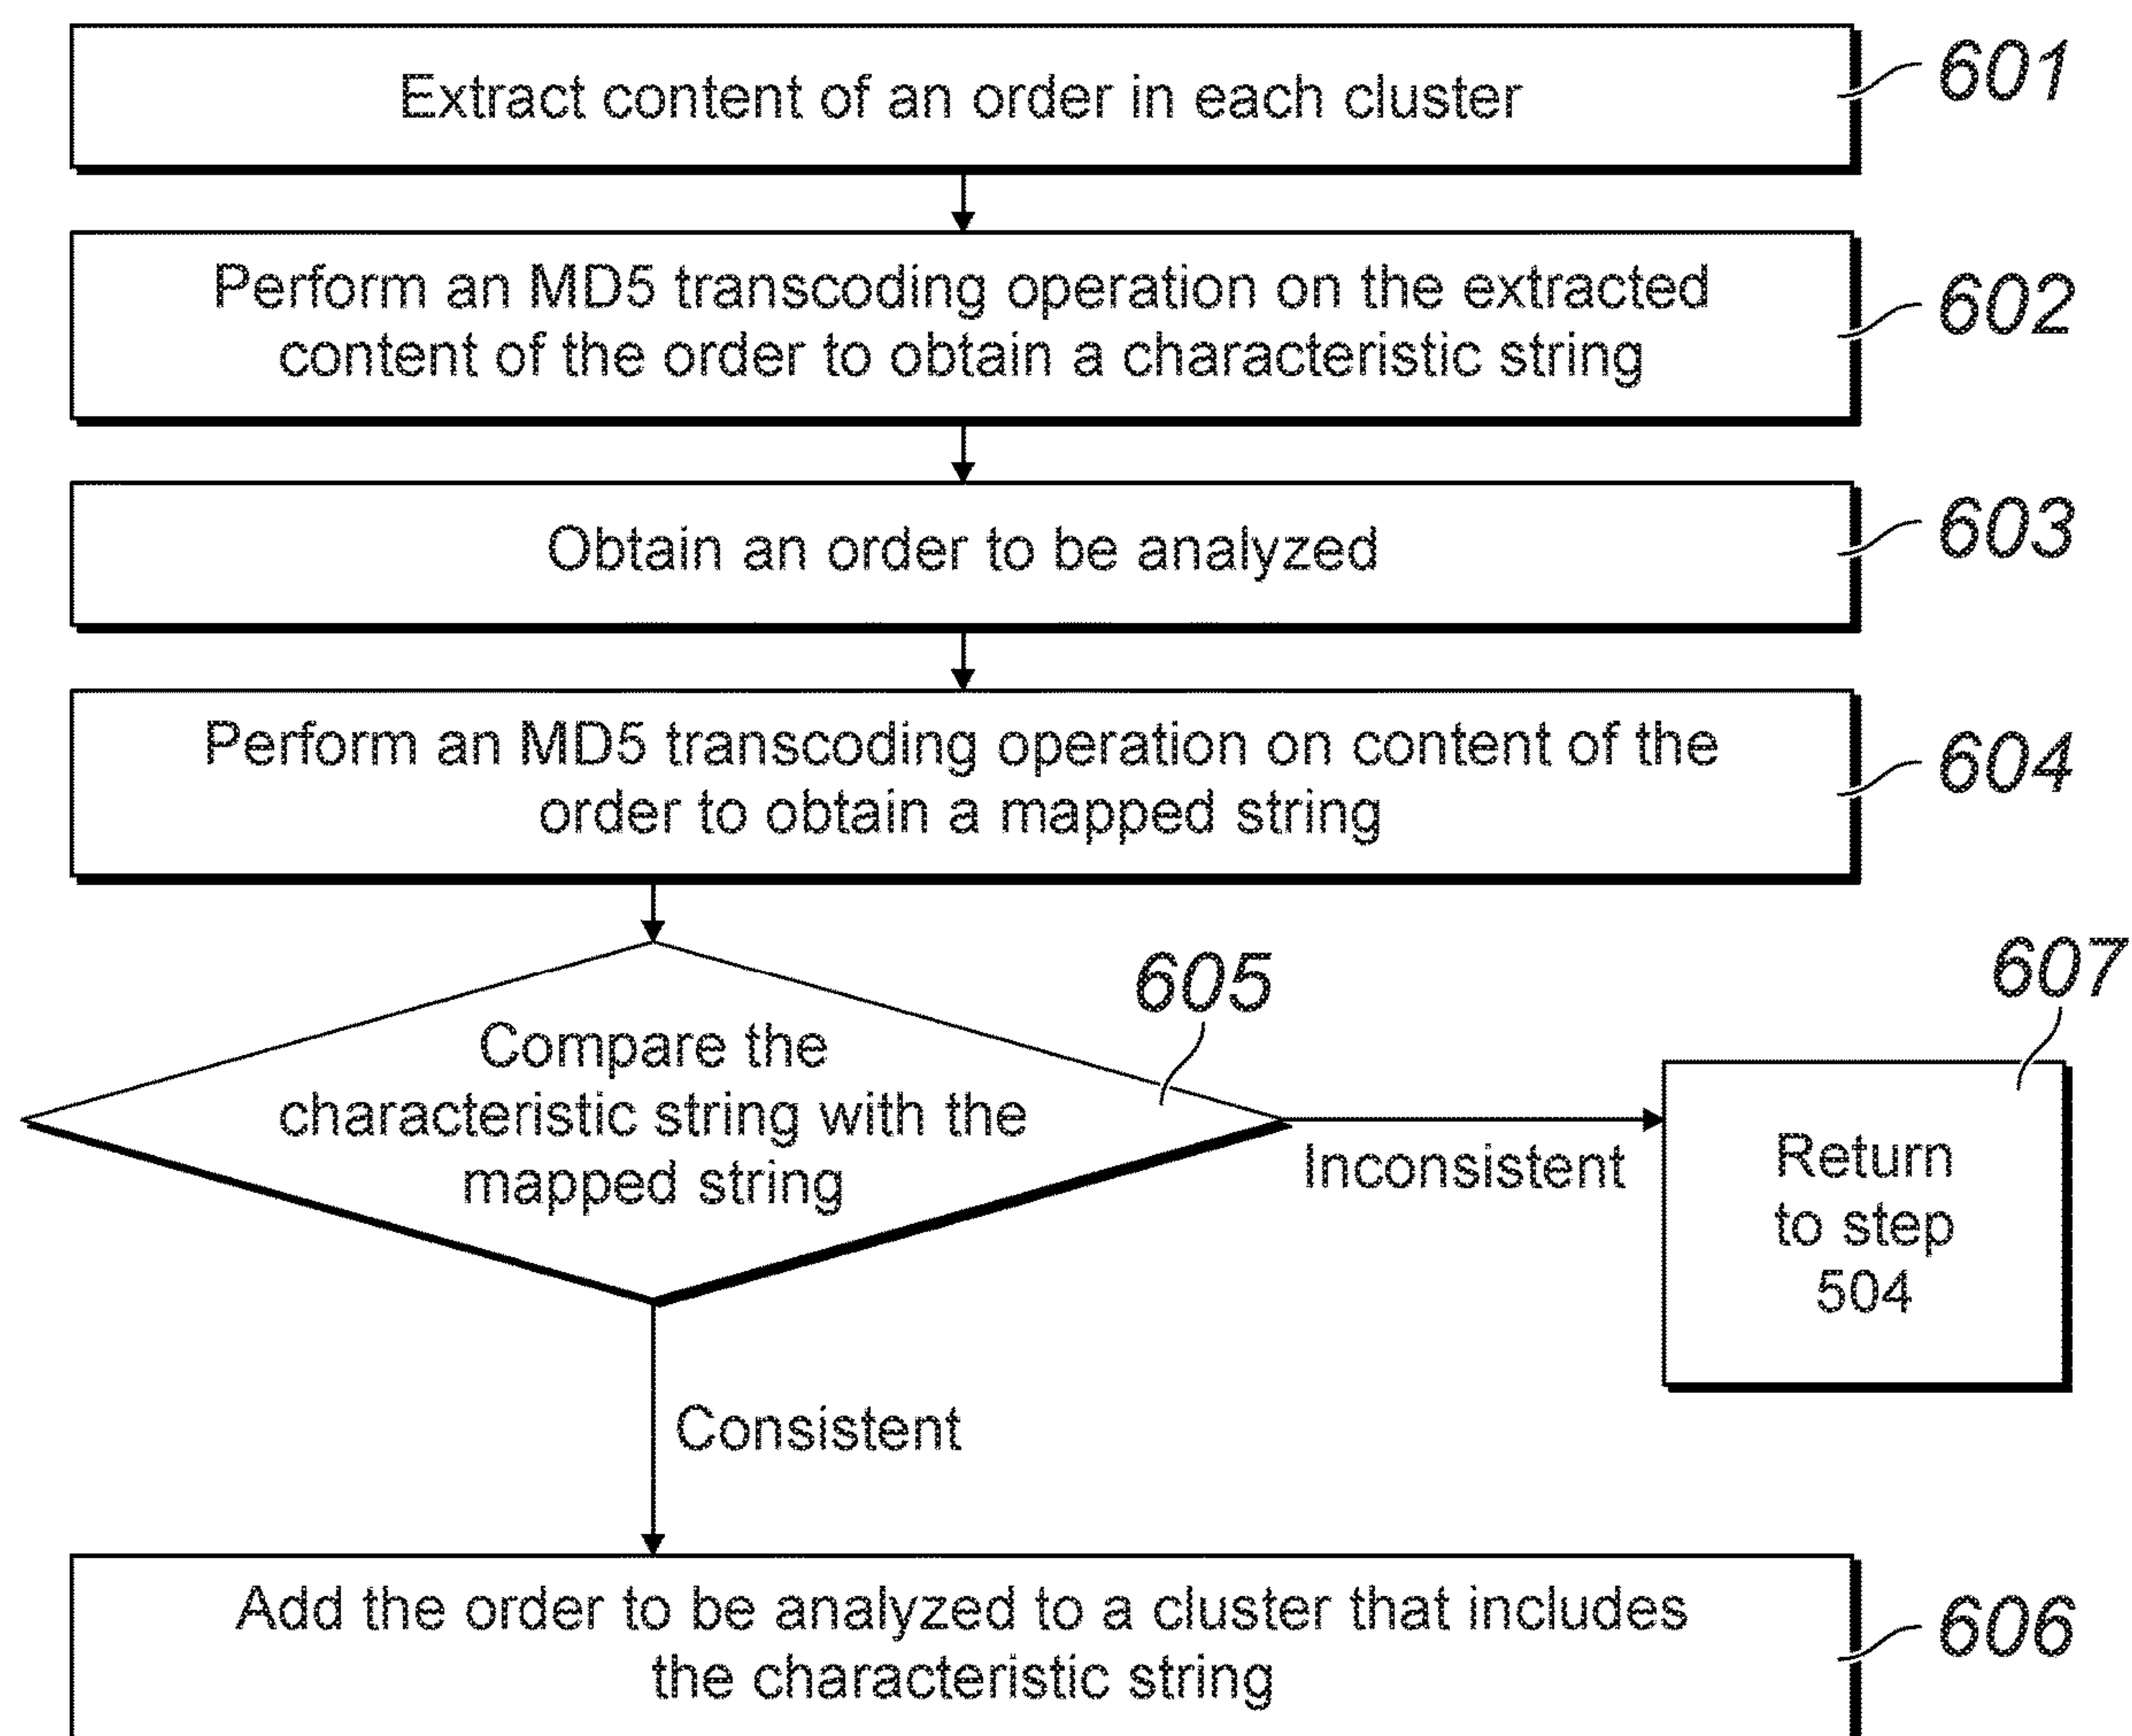 Extract content of an order in each cluster
601
Perform an MD5 transcoding operation on the extracted
content of the order to obtain a characteristic string
602
Obtain an order to be analyzed
603
Perform an MD5 transcoding operation on content of the
order to obtain a mapped string
604
Compare the
characteristic string with the
mapped string
605
Inconsistent
607
Return
to step
504
Consistent
Add the order to be analyzed to a cluster that includes
the characteristic string
606